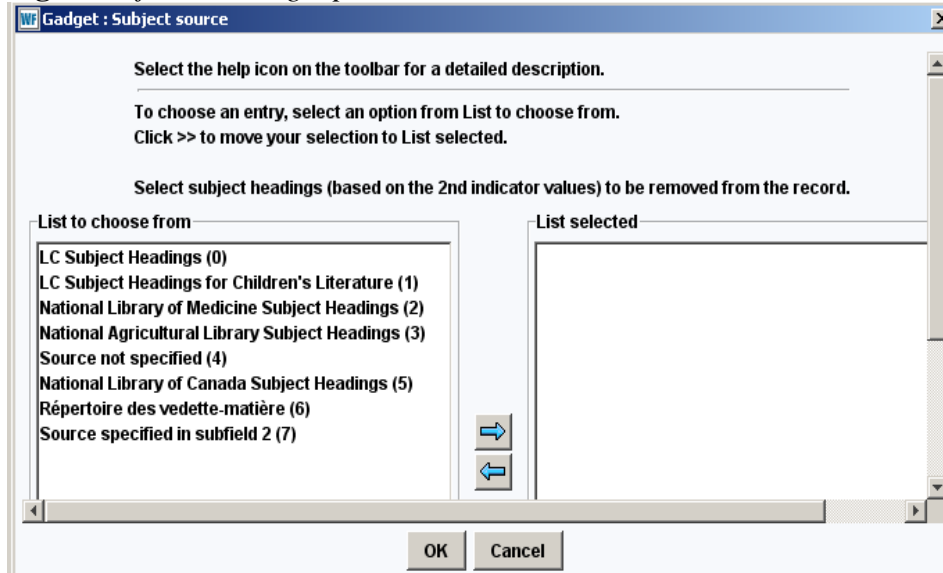 WF Gadget : Subject source
Select the help icon on the toolbar for a detailed description.
To choose an entry, select an option from List to choose from.
Click >> to move your selection to List selected.
Select subject headings (based on the 2nd indicator values) to be removed from the record.
List to choose from
List selected
LC Subject Headings (0)
LC Subject Headings for Children's Literature (1)
National Library of Medicine Subject Headings (2)
National Agricultural Library Subject Headings (3)
Source not specified (4)
National Library of Canada Subject Headings (5)
Répertoire des vedette-matière (6)
Source specified in subfield 2 (7)
OK Cancel